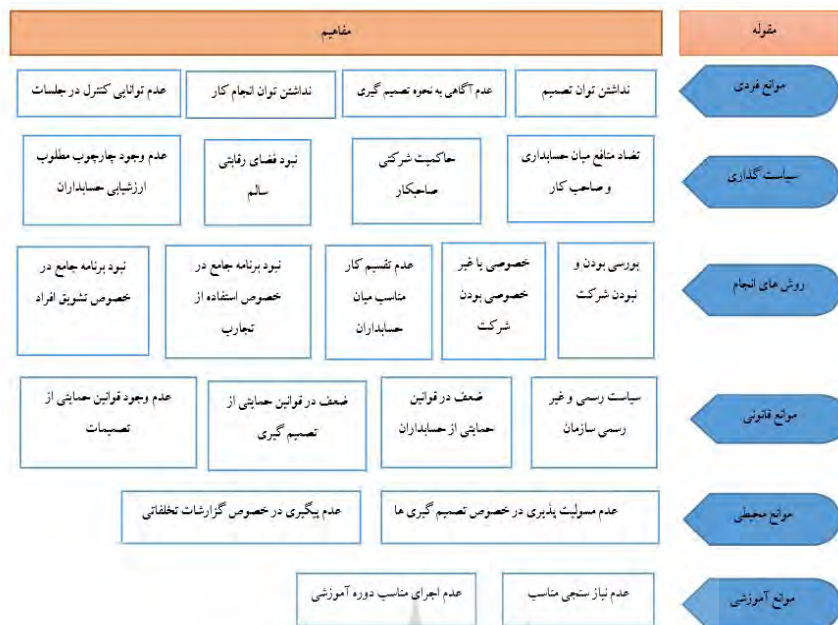 مقوله
مفاهیم
موانع فردی
نداشتن توان تصمیم
عدم آگاهی به نحوه تصمیم گیری
نداشتن توان انجام کار
عدم توانایی کنترل در جلسات
سیاست گذاری
تضاد منافع میان حسابداری
و صاحب کار
حاکمیت شرکتی
صاحبکار
نبود فضای رقابتی
سالم
عدم وجود چارچوب مطلوب
ارزشیابی حسابداران
روش های انجام
بورسی بودن و
نبودن شرکت
خصوصی یا غیر
خصوصی بودن
شرکت
عدم تقسیم کار
مناسب میان
حسابداران
نبود برنامه جامع در
خصوص استفاده از
تجارب
نبود برنامه جامع در
خصوص تشویق افراد
موانع قانونی
سیاست رسمی و غیر
رسمی سازمان
ضعف در قوانین
حمایتی از حسابداران
ضعف در قوانین حمایتی از
تصمیم گیری
عدم وجود قوانین حمایتی از
تصمیمات
موانع محیطی
عدم مسولیت پذیری در خصوص تصمیم گیری ها
عدم پیگیری در خصوص گزارشات تخلفاتی
موانع آموزشی
عدم نیاز سنجی مناسب
عدم اجرای مناسب دوره آموزشی